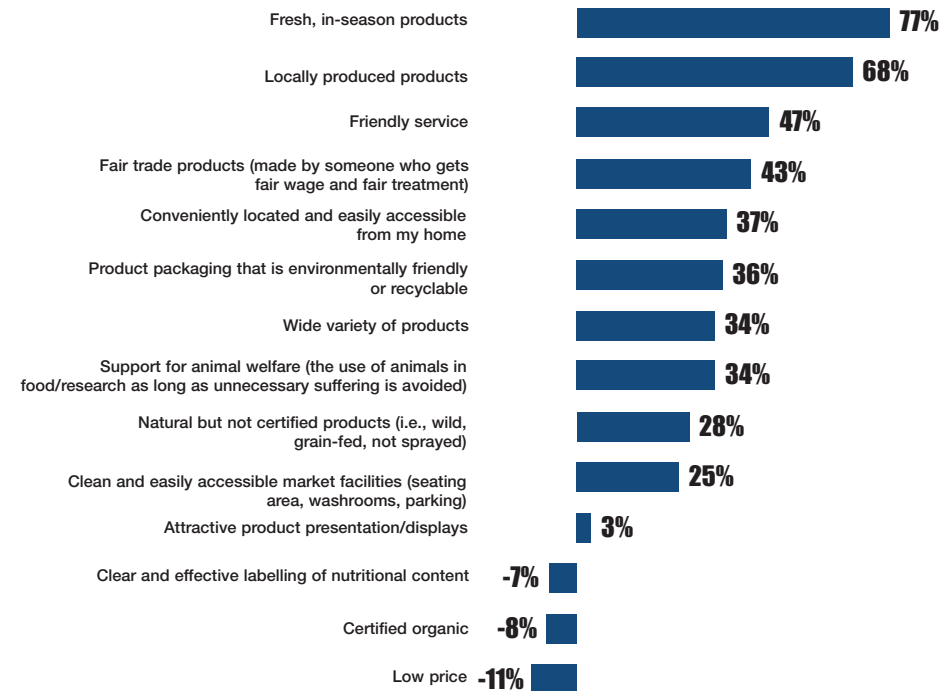 Fresh, in-season products 77%
Locally produced products 68%
Friendly service 47%
Fair trade products (made by someone who gets
fair wage and fair treatment) 43%
Conveniently located and easily accessible
from my home 37%
Product packaging that is environmentally friendly
or recyclable 36%
Wide variety of products 34%
Support for animal welfare (the use of animals in
food/research as long as unnecessary suffering is avoided) 34%
Natural but not certified products (i.e., wild,
grain-fed, not sprayed) 28%
Clean and easily accessible market facilities (seating
area, washrooms, parking) 25%
Attractive product presentation/displays 3%
Clear and effective labelling of nutritional content -7%
Certified organic -8%
Low price -11%